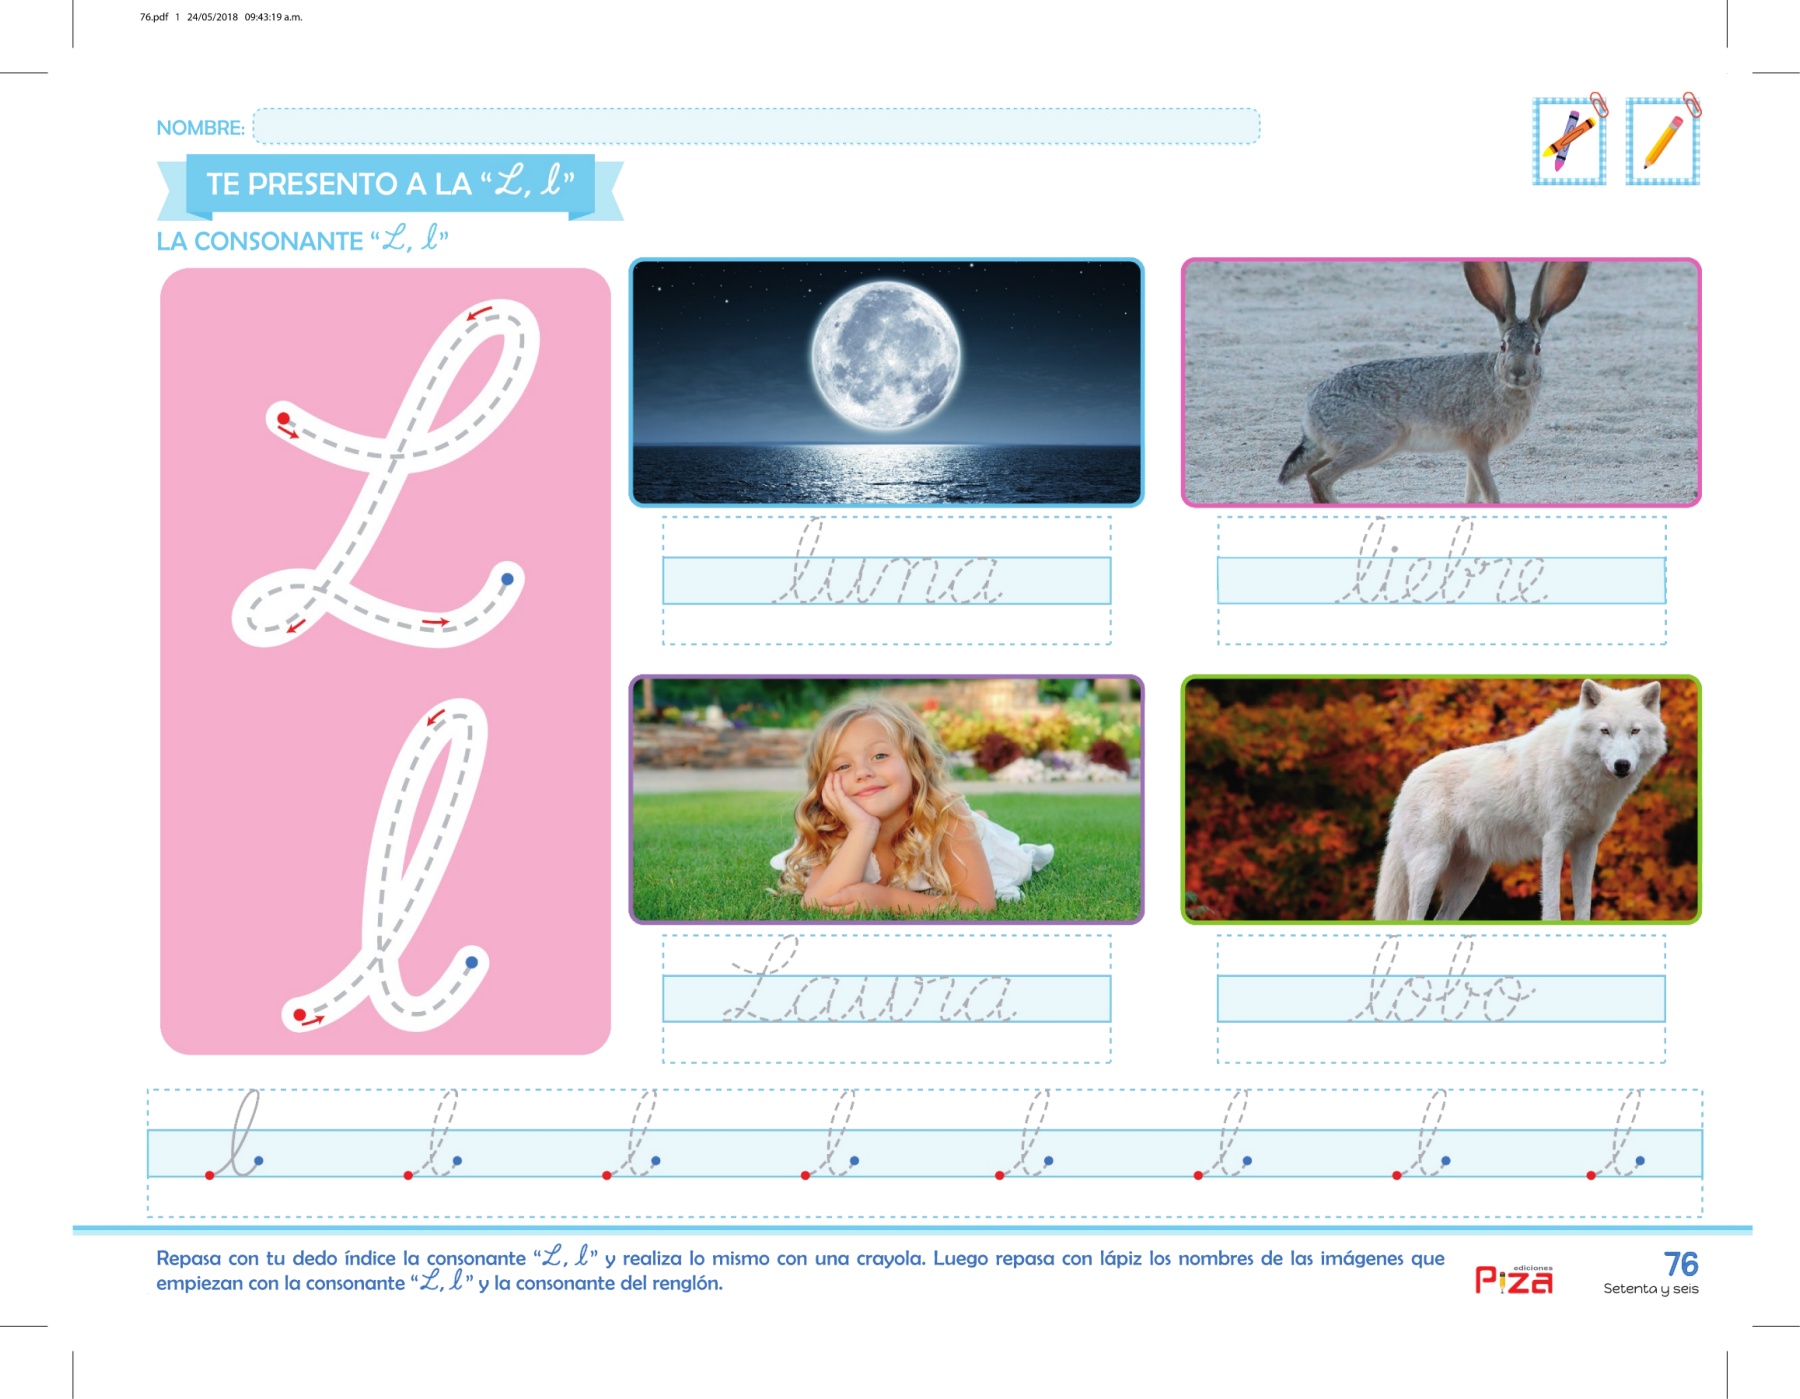 76.pdf 1 24/05/2018 09:43:19 a.m.
NOMBRE:
TE PRESENTO A LA “L, l”
LA CONSONANTE “L, l”
L
l
luna
liebre
Laura
lobo
l l l l l l l l
Repasa con tu dedo índice la consonante “L, l” y realiza lo mismo con una crayola. Luego repasa con lápiz los nombres de las imágenes que
empiezan con la consonante “L, l” y la consonante del renglón.
ediciones
Piza
76
Setenta y seis